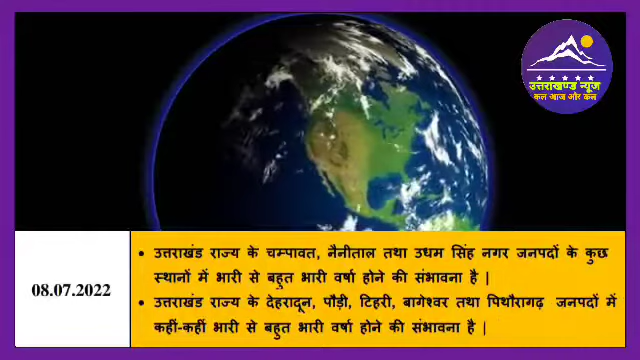 उत्तराखण्ड न्यूज
कल आज और कल
08.07.2022
• उत्तराखंड राज्य के चम्पावत, नैनीताल तथा उधम सिंह नगर जनपदों के कुछ
स्थानों में भारी से बहुत भारी वर्षा होने की संभावना है |
• उत्तराखंड राज्य के देहरादून, पौड़ी, टिहरी, बागेश्वर तथा पिथौरागढ़ जनपदों में
कहीं-कहीं भारी से बहुत भारी वर्षा होने की संभावना है |